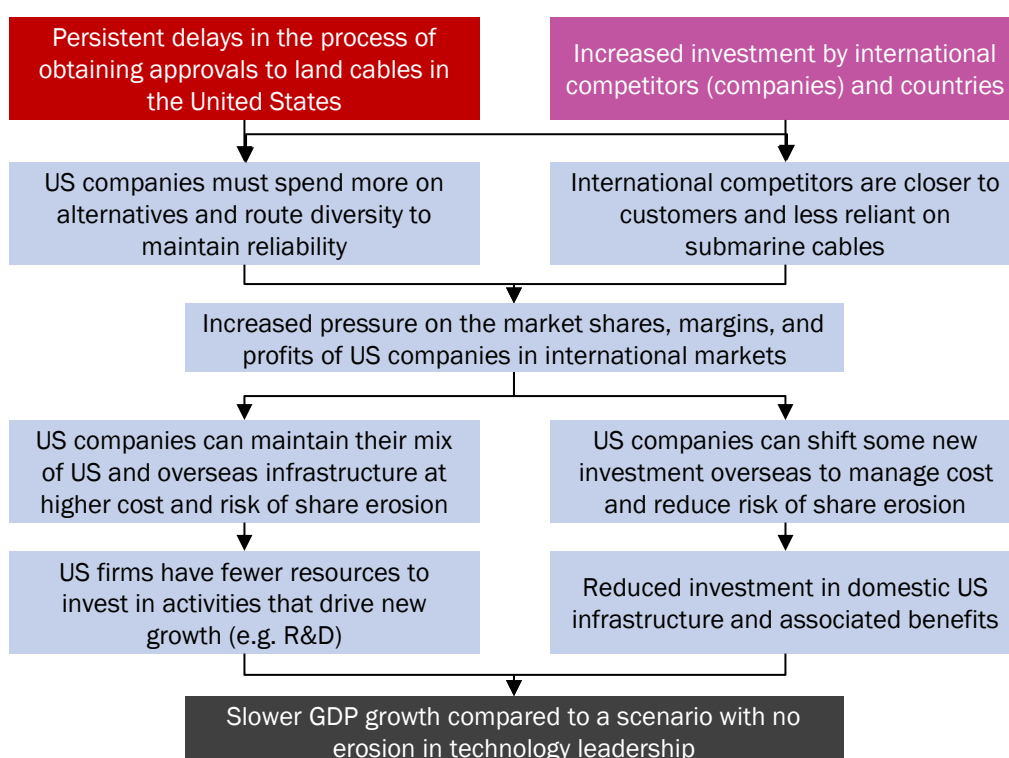 Persistent delays in the process of
obtaining approvals to land cables in
the United States
Increased investment by international
competitors (companies) and countries
US companies must spend more on
alternatives and route diversity to
maintain reliability
International competitors are closer to
customers and less reliant on
submarine cables
Increased pressure on the market shares, margins, and
profits of US companies in international markets
US companies can maintain their mix
of US and overseas infrastructure at
higher cost and risk of share erosion
US companies can shift some new
investment overseas to manage cost
and reduce risk of share erosion
US firms have fewer resources to
invest in activities that drive new
growth (e.g. R&D)
Reduced investment in domestic US
infrastructure and associated benefits
Slower GDP growth compared to a scenario with no
erosion in technology leadership